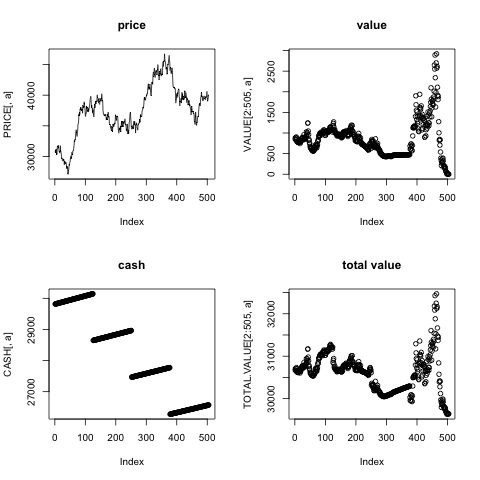 price
PRICE[, a]
30000 40000
0 100 200 300 400 500
Index
value
VALUE[2:505, a]
0 500 1500 2500
0 100 200 300 400 500
Index
cash
CASH[, a]
27000 29000
0 100 200 300 400 500
Index
total value
TOTAL.VALUE[2:505, a]
30000 31000 32000
0 100 200 300 400 500
Index